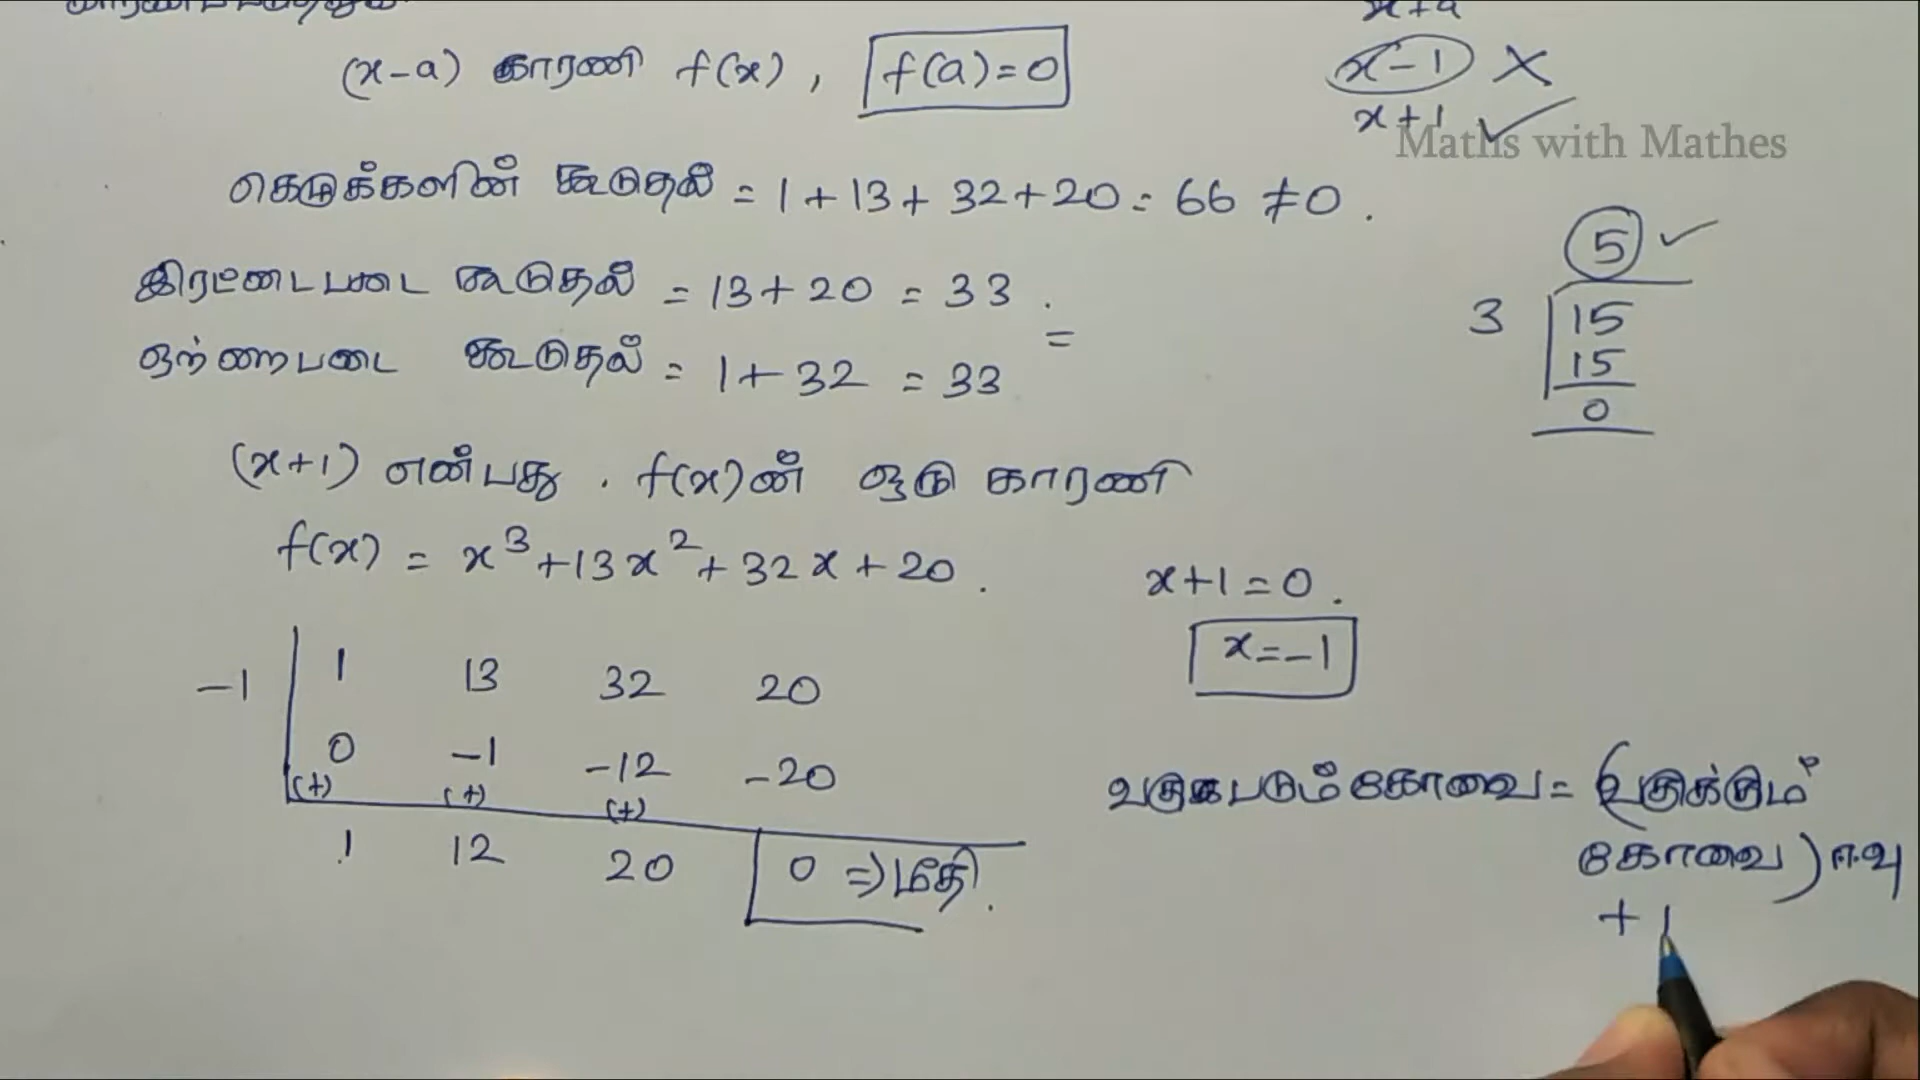 x+a
(x-a) காரணி f(x), f(a)=0
x-1 ✗
x+1 ✓
Maths with Mathes
கெடுக்களின் கூடுதல் = 1+13+32+20 = 66 ≠ 0.
இரட்டைபடை கூடுதல் = 13+20 = 33.
=
ஒற்றைபடை கூடுதல் = 1+32 = 33
5 ✓
3 15
15
0
(x+1) என்பது . f(x)ன் ஒரு காரணி
f(x) = x³+13x²+32x+20.
x+1=0.
x=-1
-1 1 13 32 20
0 -1 -12 -20
(+) (+) (+)
1 12 20 0 ⇒ மீதி.
வகுபடும் கோவை = (வகுக்கும்
கோவை) ஈவு
+